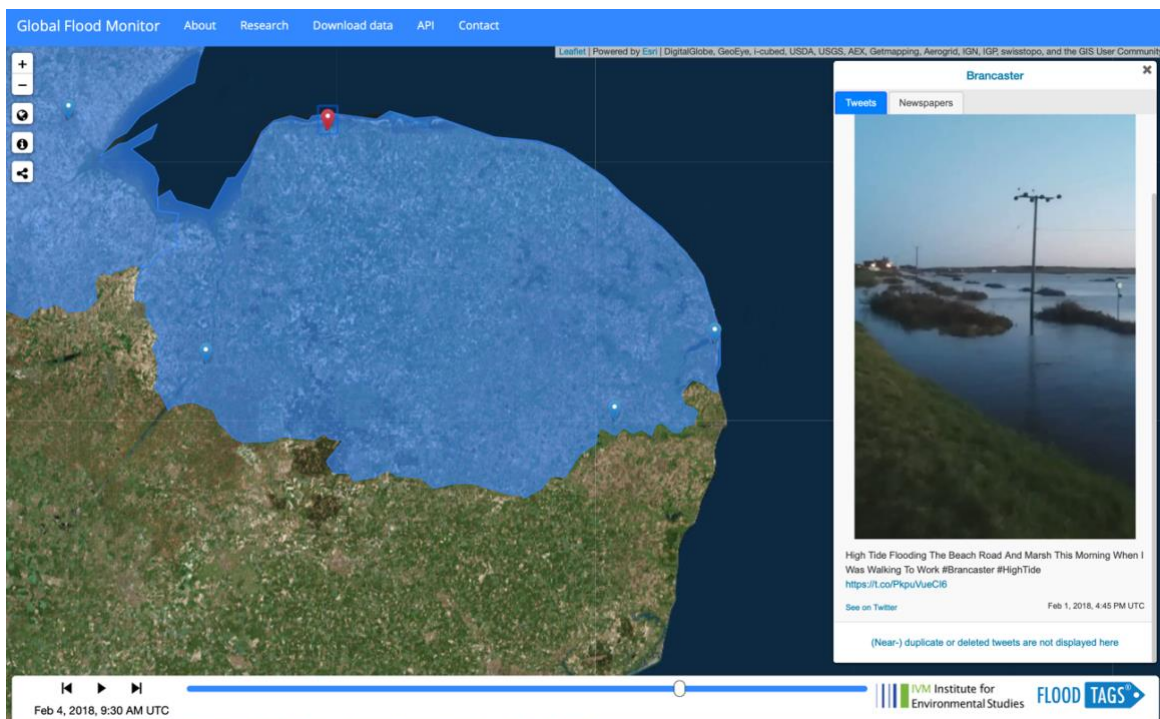 Global Flood Monitor About Research Download data API Contact
Leaflet | Powered by Esri | DigitalGlobe, GeoEye, i-cubed, USDA, USGS, AEX, Getmapping, Aerogrid, IGN, IGP, swisstopo, and the GIS User Community
+
−
Brancaster
Tweets Newspapers
High Tide Flooding The Beach Road And Marsh This Morning When I
Was Walking To Work #Brancaster #HighTide
https://t.co/PkpuVueCl6
See on Twitter Feb 1, 2018, 4:45 PM UTC
(Near-) duplicate or deleted tweets are not displayed here
Feb 4, 2018, 9:30 AM UTC
IVM Institute for
Environmental Studies
FLOOD TAGS®